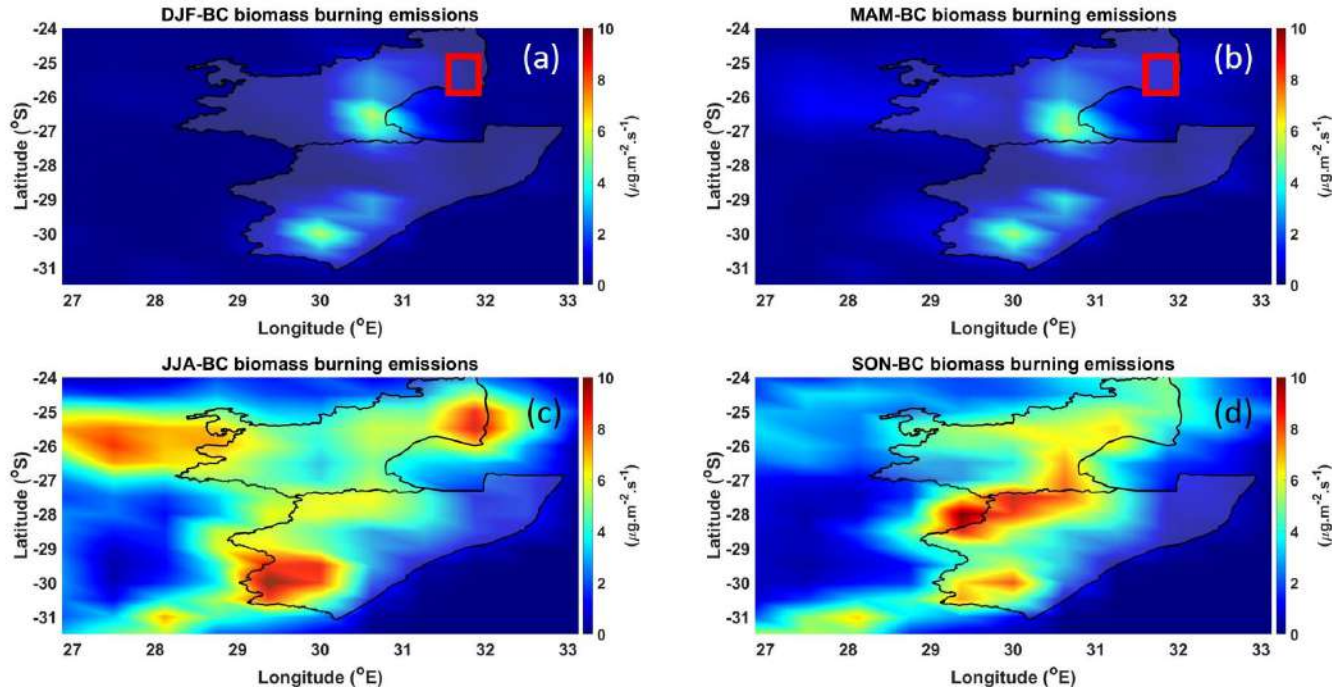 DJF-BC biomass burning emissions
(a)
Latitude (°S)
-24
-25
-26
-27
-28
-29
-30
-31
27 28 29 30 31 32 33
Longitude (°E)
10
8
6
4
2
0
(μg.m-2.s-1)
MAM-BC biomass burning emissions
(b)
Latitude (°S)
-24
-25
-26
-27
-28
-29
-30
-31
27 28 29 30 31 32 33
Longitude (°E)
10
8
6
4
2
0
(μg.m-2.s-1)
JJA-BC biomass burning emissions
(c)
Latitude (°S)
-24
-25
-26
-27
-28
-29
-30
-31
27 28 29 30 31 32 33
Longitude (°E)
10
8
6
4
2
0
(μg.m-2.s-1)
SON-BC biomass burning emissions
(d)
Latitude (°S)
-24
-25
-26
-27
-28
-29
-30
-31
27 28 29 30 31 32 33
Longitude (°E)
10
8
6
4
2
0
(μg.m-2.s-1)